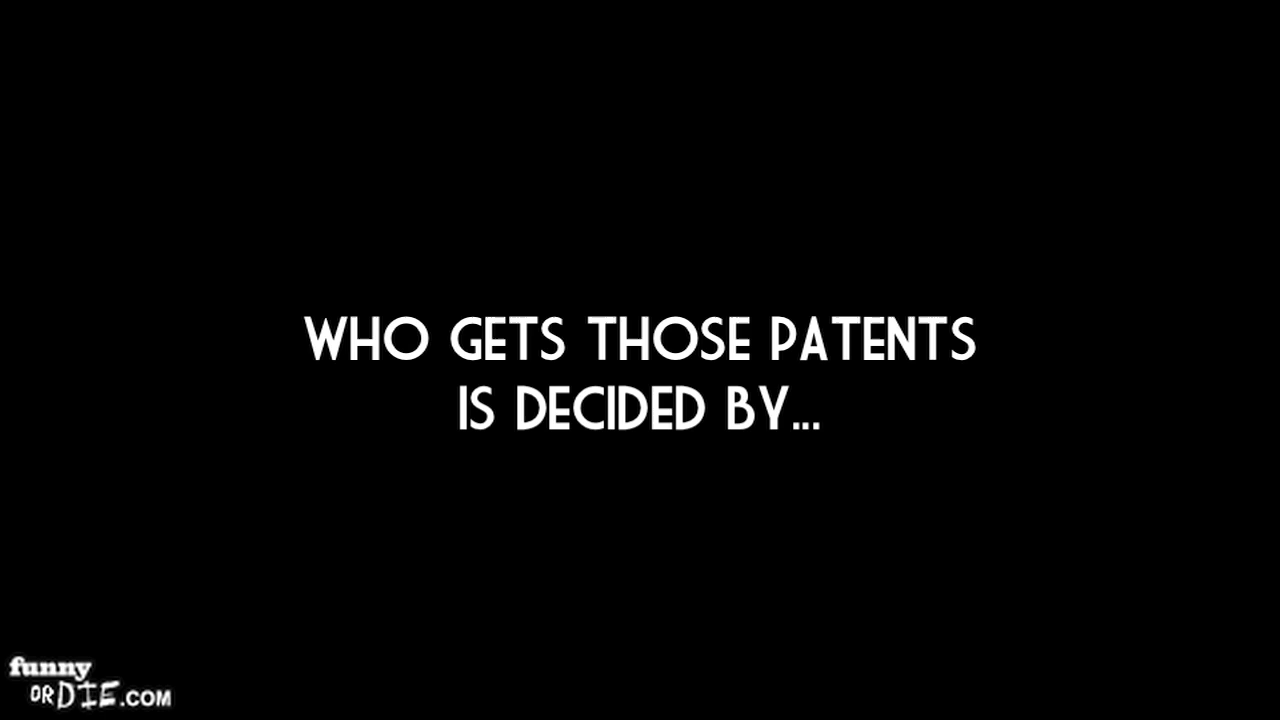 WHO GETS THOSE PATENTS
IS DECIDED BY...
funny
OR DIE.COM